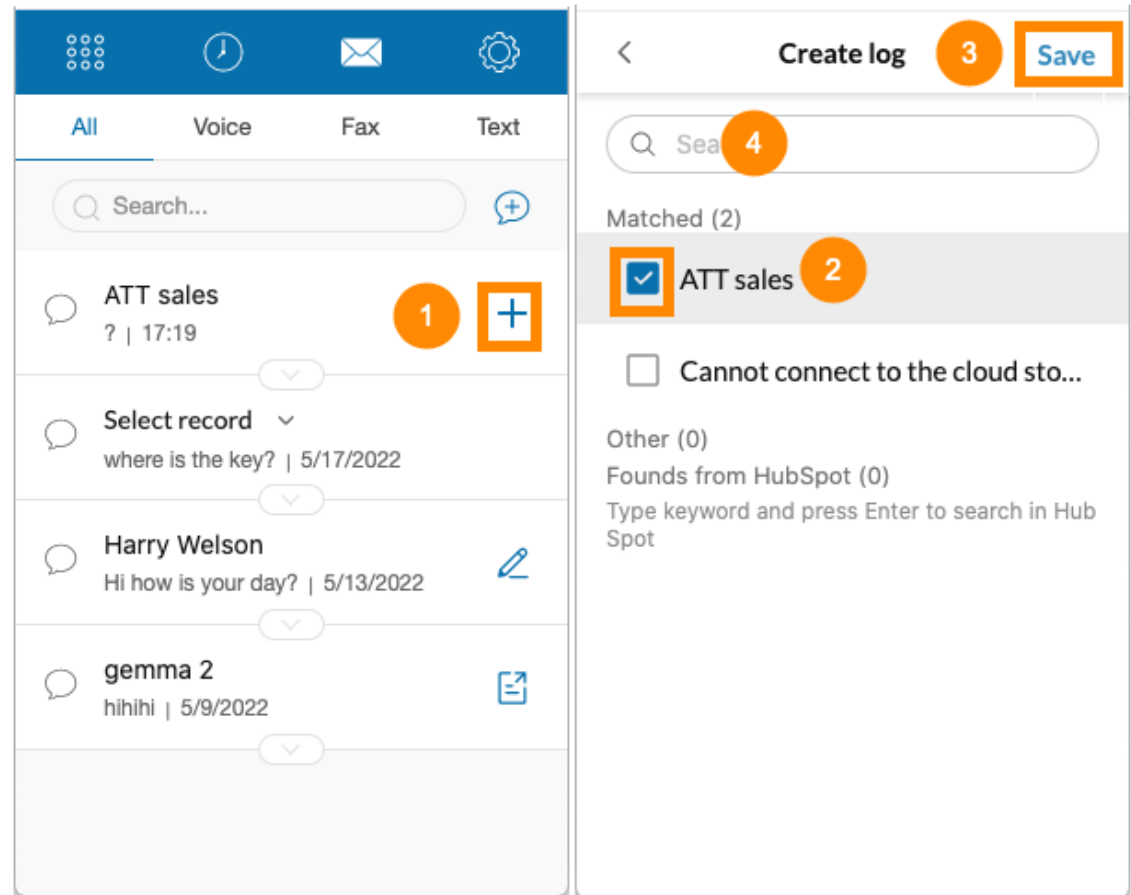 All Voice Fax Text
Search...
ATT sales
? | 17:19
1
Select record
where is the key? | 5/17/2022
Harry Welson
Hi how is your day? | 5/13/2022
gemma 2
hihihi | 5/9/2022
Create log 3 Save
Sea 4
Matched (2)
ATT sales 2
Cannot connect to the cloud sto...
Other (0)
Founds from HubSpot (0)
Type keyword and press Enter to search in Hub
Spot